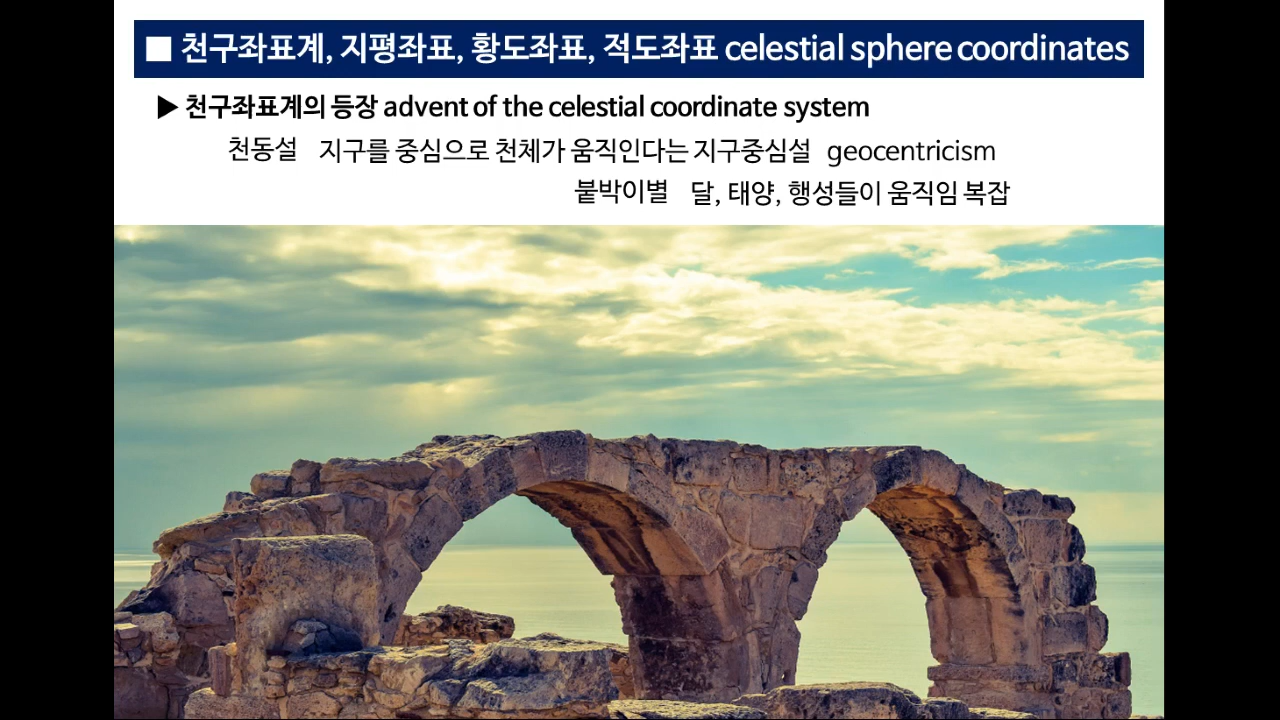 ■ 천구좌표계, 지평좌표, 황도좌표, 적도좌표 celestial sphere coordinates
▶ 천구좌표계의 등장 advent of the celestial coordinate system
천동설 지구를 중심으로 천체가 움직인다는 지구중심설 geocentricism
붙박이별 달, 태양, 행성들이 움직임 복잡